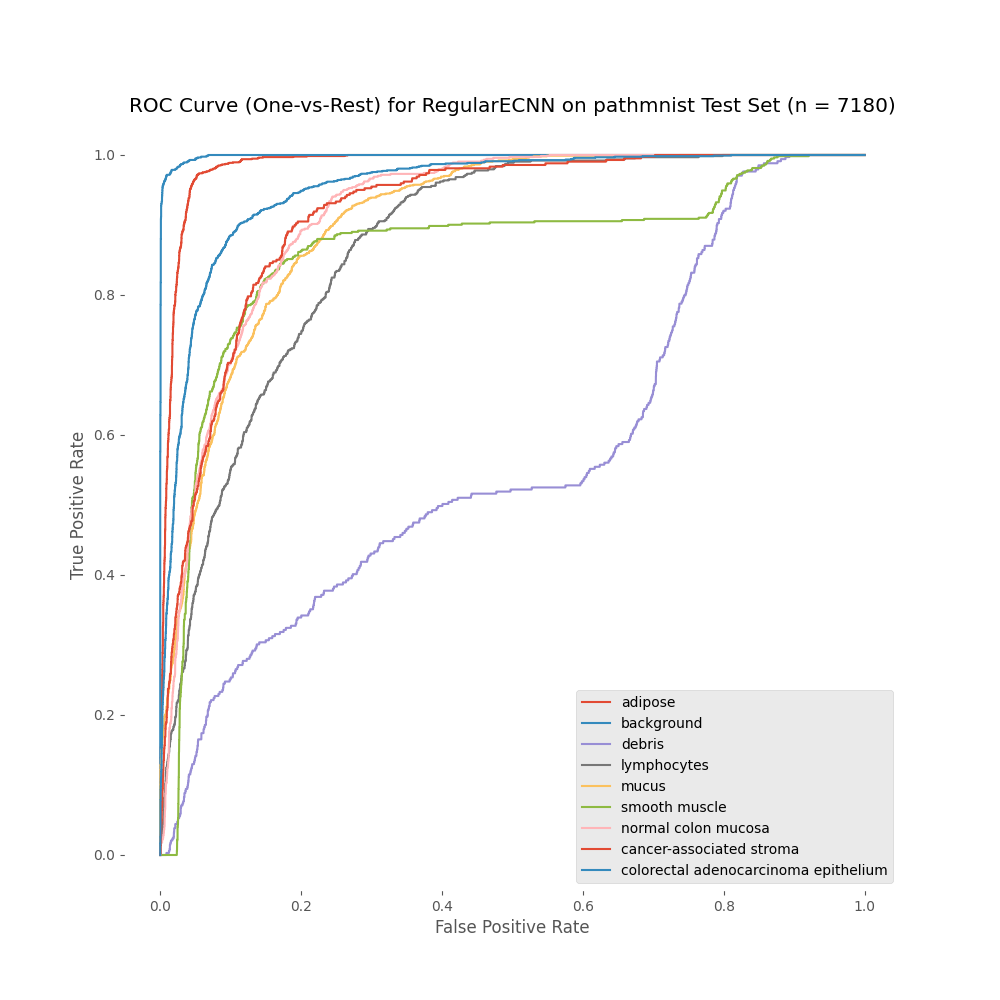 ROC Curve (One-vs-Rest) for RegularECNN on pathmnist Test Set (n = 7180)
True Positive Rate
1.0
0.8
0.6
0.4
0.2
0.0
adipose
background
debris
lymphocytes
mucus
smooth muscle
normal colon mucosa
cancer-associated stroma
colorectal adenocarcinoma epithelium
0.0 0.2 0.4 0.6 0.8 1.0
False Positive Rate